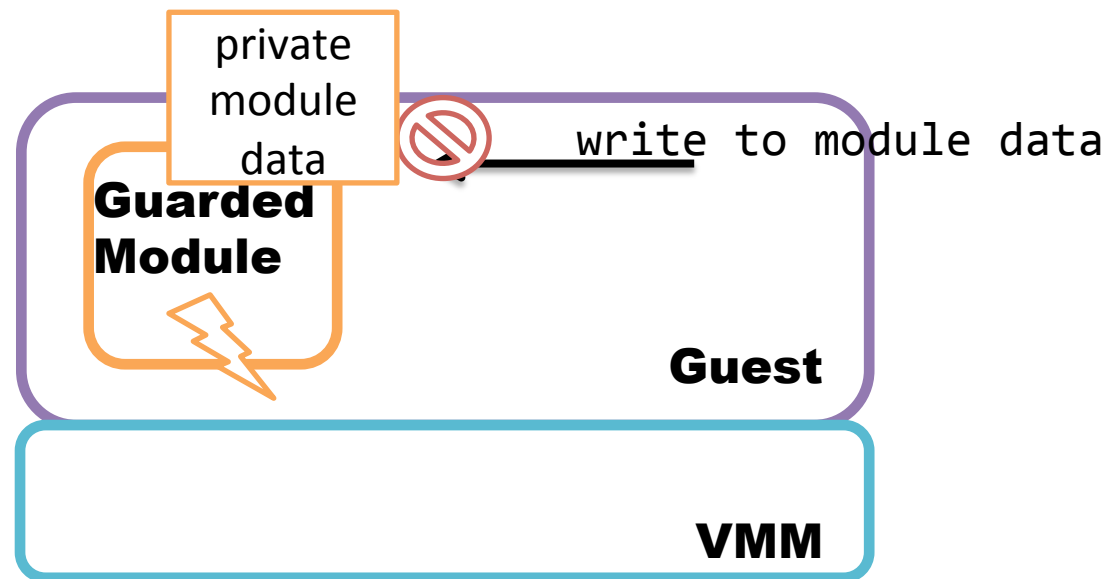 private
module
data
write to module data
Guarded
Module
Guest
VMM